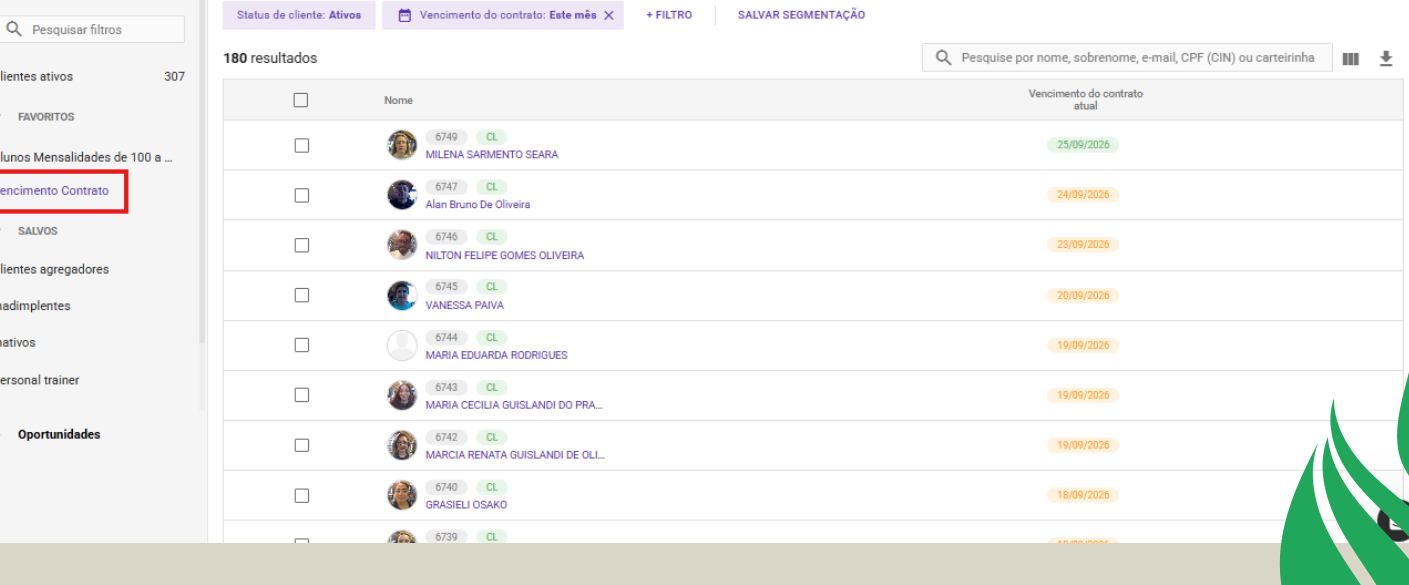 Status de cliente: Ativos
Vencimento do contrato: Este mês
+ FILTRO
SALVAR SEGMENTAÇÃO
Pesquisar filtros
180 resultados
Pesquise por nome, sobrenome, e-mail, CPF (CIN) ou carteirinha
lientes ativos 307
FAVORITOS
lunos Mensalidades de 100 a ...
encimento Contrato
SALVOS
lientes agregadores
nadimplentes
nativos
ersonal trainer
Oportunidades
Nome
Vencimento do contrato
atual
6749 CL
MILENA SARMENTO SEARA
25/09/2026
6747 CL
Alan Bruno De Oliveira
24/09/2026
6746 CL
NILTON FELIPE GOMES OLIVEIRA
23/09/2026
6745 CL
VANESSA PAIVA
20/09/2026
6744 CL
MARIA EDUARDA RODRIGUES
19/09/2026
6743 CL
MARIA CECILIA GUISLANDI DO PRA...
19/09/2026
6742 CL
MARCIA RENATA GUISLANDI DE OLI...
19/09/2026
6740 CL
GRASIELI OSAKO
18/09/2026
6739 CL